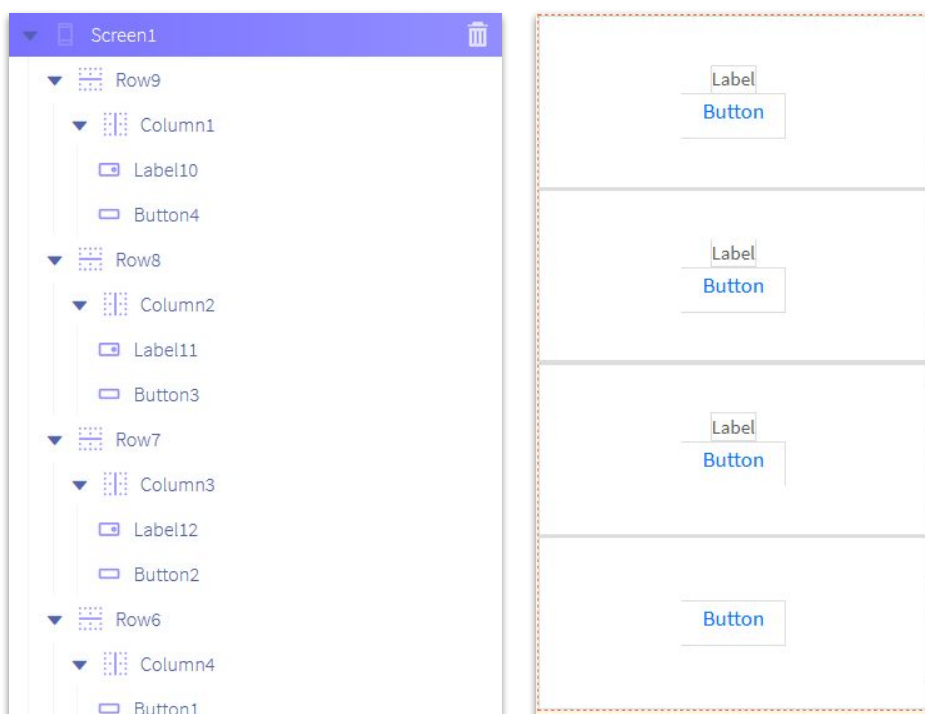 Screen1
Row9
Column1
Label10
Button4
Row8
Column2
Label11
Button3
Row7
Column3
Label12
Button2
Row6
Column4
Button1
Label
Button
Label
Button
Label
Button
Button